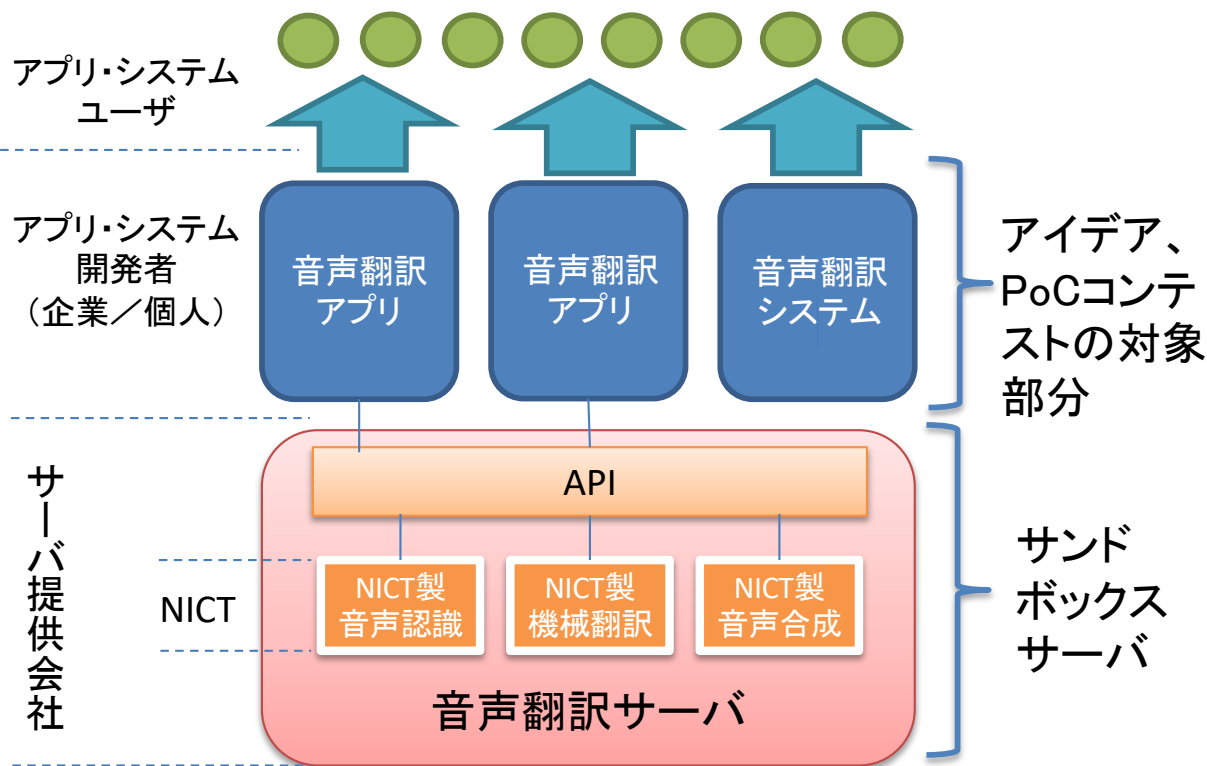 アプリ・システム
ユーザ
アプリ・システム
開発者
（企業／個人）
音声翻訳
アプリ
音声翻訳
アプリ
音声翻訳
システム
アイデア、
PoCコンテ
ストの対象
部分
サーバ提供会社
NICT
API
NICT製
音声認識
NICT製
機械翻訳
NICT製
音声合成
音声翻訳サーバ
サンド
ボックス
サーバ